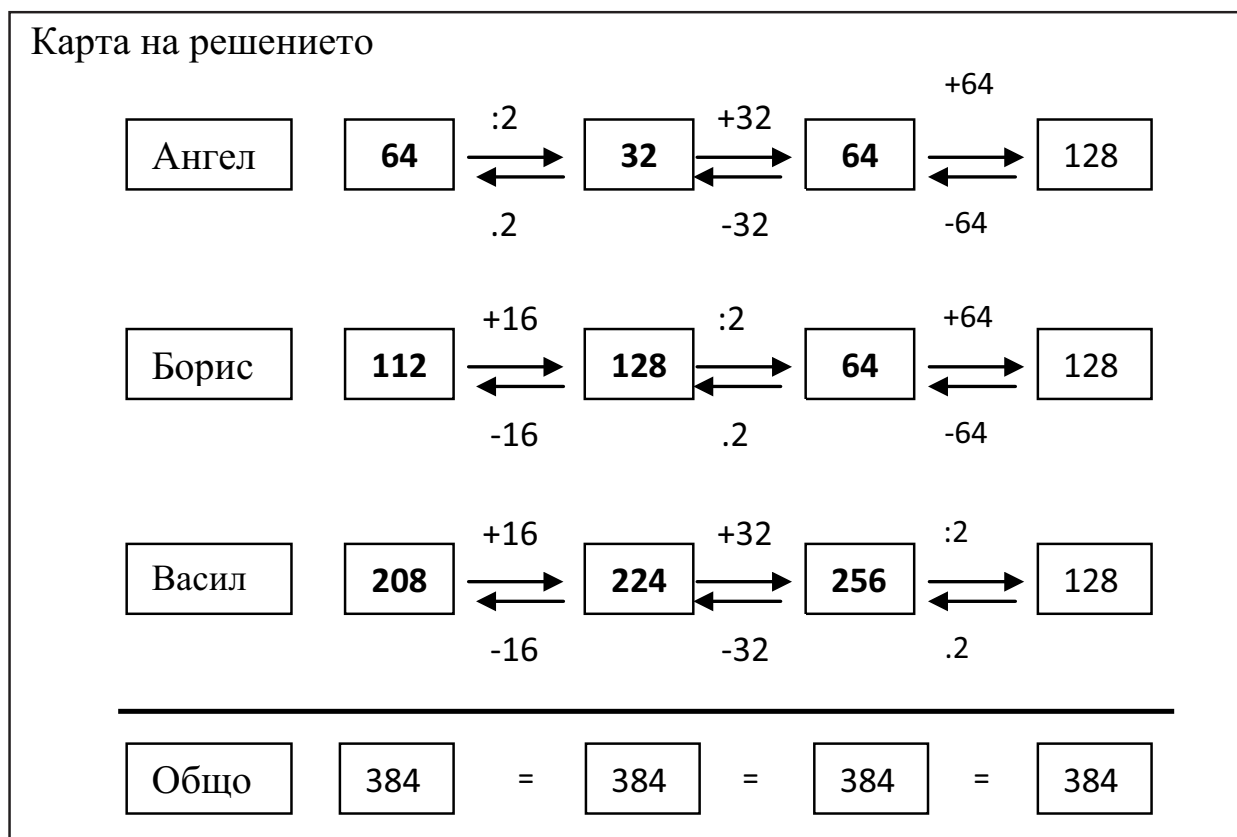 Карта на решението
:2 +32 +64
Ангел 64 32 64 128
.2 -32 -64
+16 :2 +64
Борис 112 128 64 128
-16 .2 -64
+16 +32 :2
Васил 208 224 256 128
-16 -32 .2
Общо 384 = 384 = 384 = 384